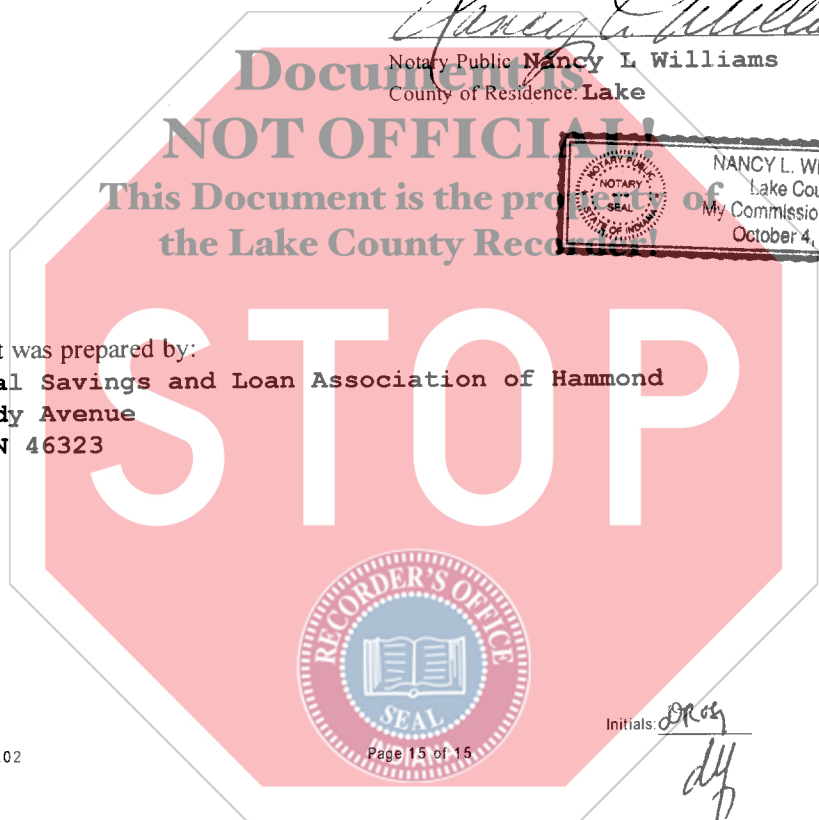 Notary Public Nancy L Williams
County of Residence: Lake
Document is
NOT OFFICIAL!
This Document is the property of
the Lake County Recorder!
NOTARY PUBLIC
NOTARY
SEAL
STATE OF INDIANA
NANCY L. WI
Lake Cou
My Commissio
October 4,
t was prepared by:
al Savings and Loan Association of Hammond
dy Avenue
N 46323
STOP
RECORDER'S OFFICE
SEAL
INDIANA
Initials:
02
Page 15 of 15